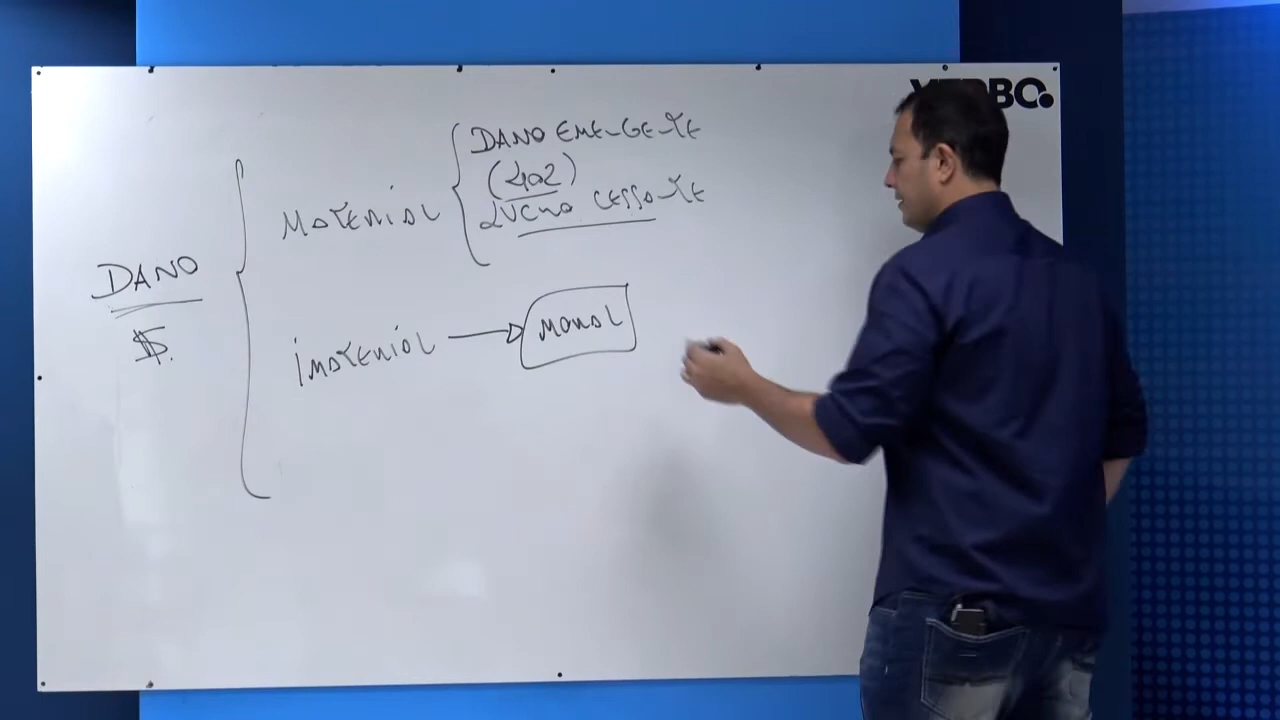 DANO
$.
MATERIAL
DANO EMERGENTE
(402)
LUCRO CESSANTE
IMATERIAL
MORAL